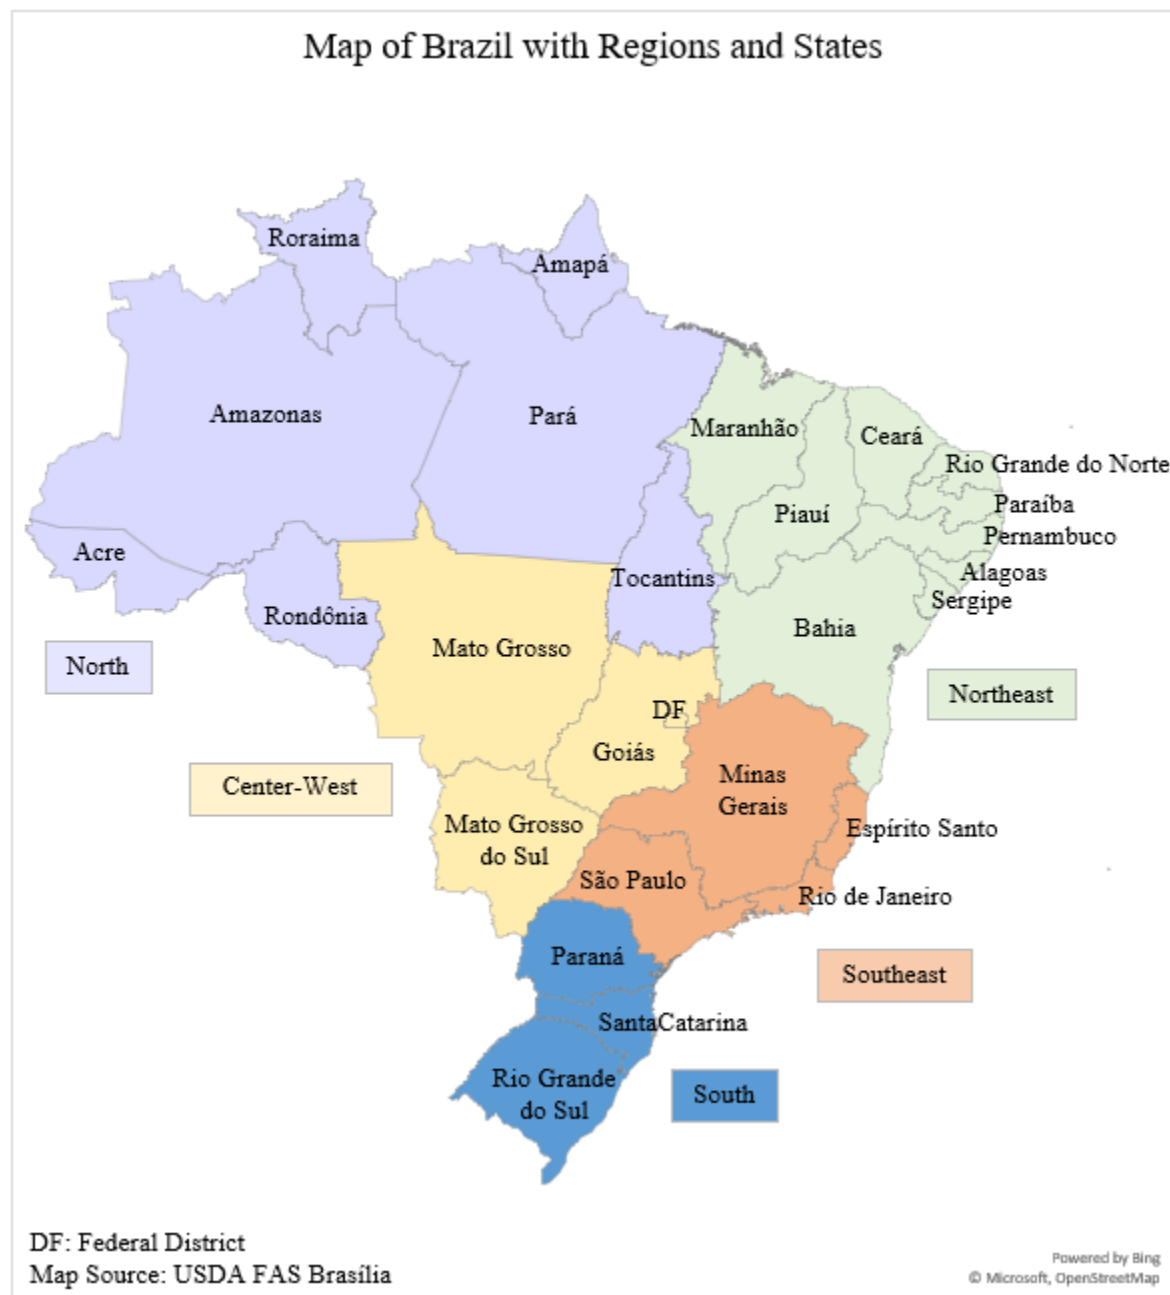 Map of Brazil with Regions and States
Roraima
Amapá
Amazonas
Pará
Maranhão
Ceará
Rio Grande do Norte
Piauí
Paraíba
Pernambuco
Acre
Tocantins
Alagoas
Sergipe
Rondônia
Bahia
Mato Grosso
North
Northeast
DF
Goiás
Minas
Gerais
Center-West
Mato Grosso
do Sul
Espírito Santo
São Paulo
Rio de Janeiro
Paraná
Southeast
SantaCatarina
Rio Grande
do Sul
South
DF: Federal District
Map Source: USDA FAS Brasília
Powered by Bing
© Microsoft, OpenStreetMap